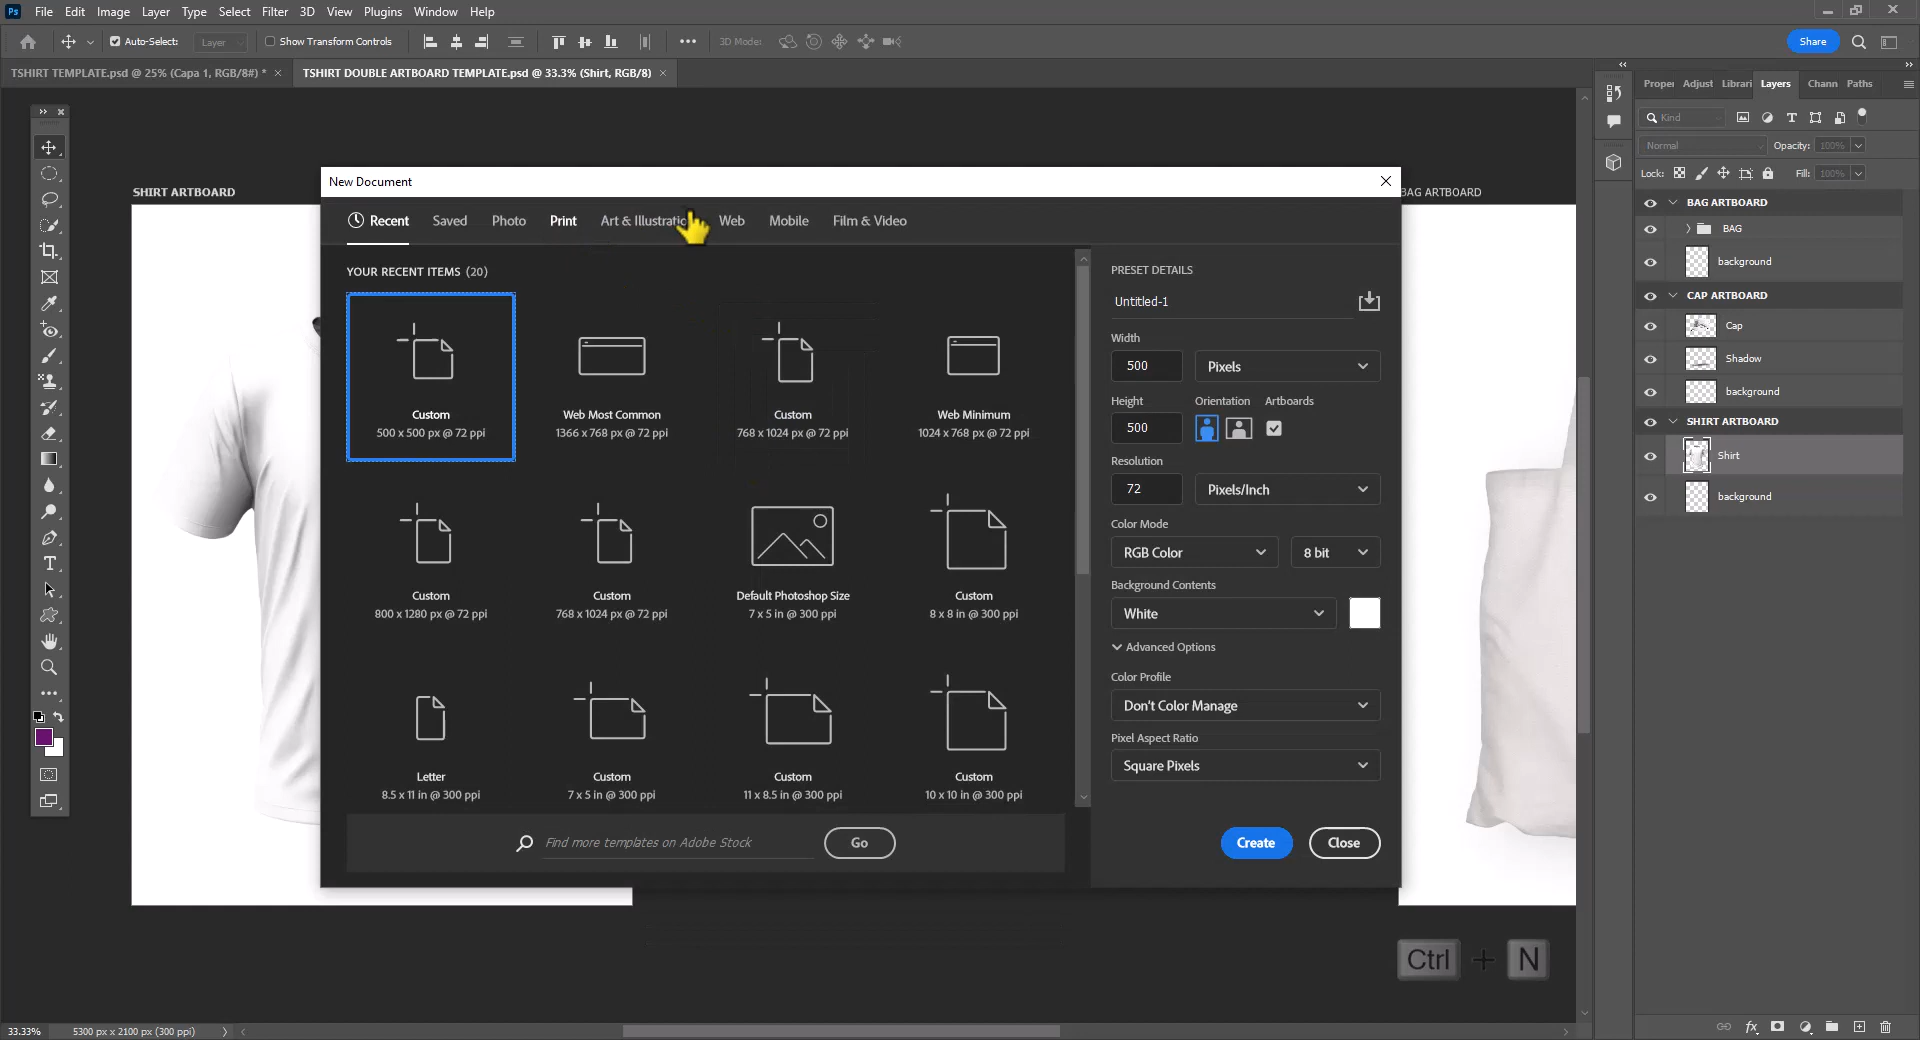 Ps File Edit Image Layer Type Select Filter 3D View Plugins Window Help
Auto-Select: Layer Show Transform Controls 3D Mode: Share
TSHIRT TEMPLATE.psd @ 25% (Capa 1, RGB/8#) * TSHIRT DOUBLE ARTBOARD TEMPLATE.psd @ 33.3% (Shirt, RGB/8)
SHIRT ARTBOARD
BAG ARTBOARD
New Document
Recent Saved Photo Print Art & Illustration Web Mobile Film & Video
YOUR RECENT ITEMS (20)
Custom
500 x 500 px @ 72 ppi
Web Most Common
1366 x 768 px @ 72 ppi
Custom
768 x 1024 px @ 72 ppi
Web Minimum
1024 x 768 px @ 72 ppi
Custom
800 x 1280 px @ 72 ppi
Custom
768 x 1024 px @ 72 ppi
Default Photoshop Size
7 x 5 in @ 300 ppi
Custom
8 x 8 in @ 300 ppi
Letter
8.5 x 11 in @ 300 ppi
Custom
7 x 5 in @ 300 ppi
Custom
11 x 8.5 in @ 300 ppi
Custom
10 x 10 in @ 300 ppi
Find more templates on Adobe Stock Go
PRESET DETAILS
Untitled-1
Width
500 Pixels
Height Orientation Artboards
500
Resolution
72 Pixels/Inch
Color Mode
RGB Color 8 bit
Background Contents
White
Advanced Options
Color Profile
Don't Color Manage
Pixel Aspect Ratio
Square Pixels
Create Close
Proper Adjust Librari Layers Chann Paths
Kind
Normal Opacity: 100%
Lock: Fill: 100%
BAG ARTBOARD
BAG
background
CAP ARTBOARD
Cap
Shadow
background
SHIRT ARTBOARD
Shirt
background
Ctrl + N
33.33% 5300 px x 2100 px (300 ppi)
fx